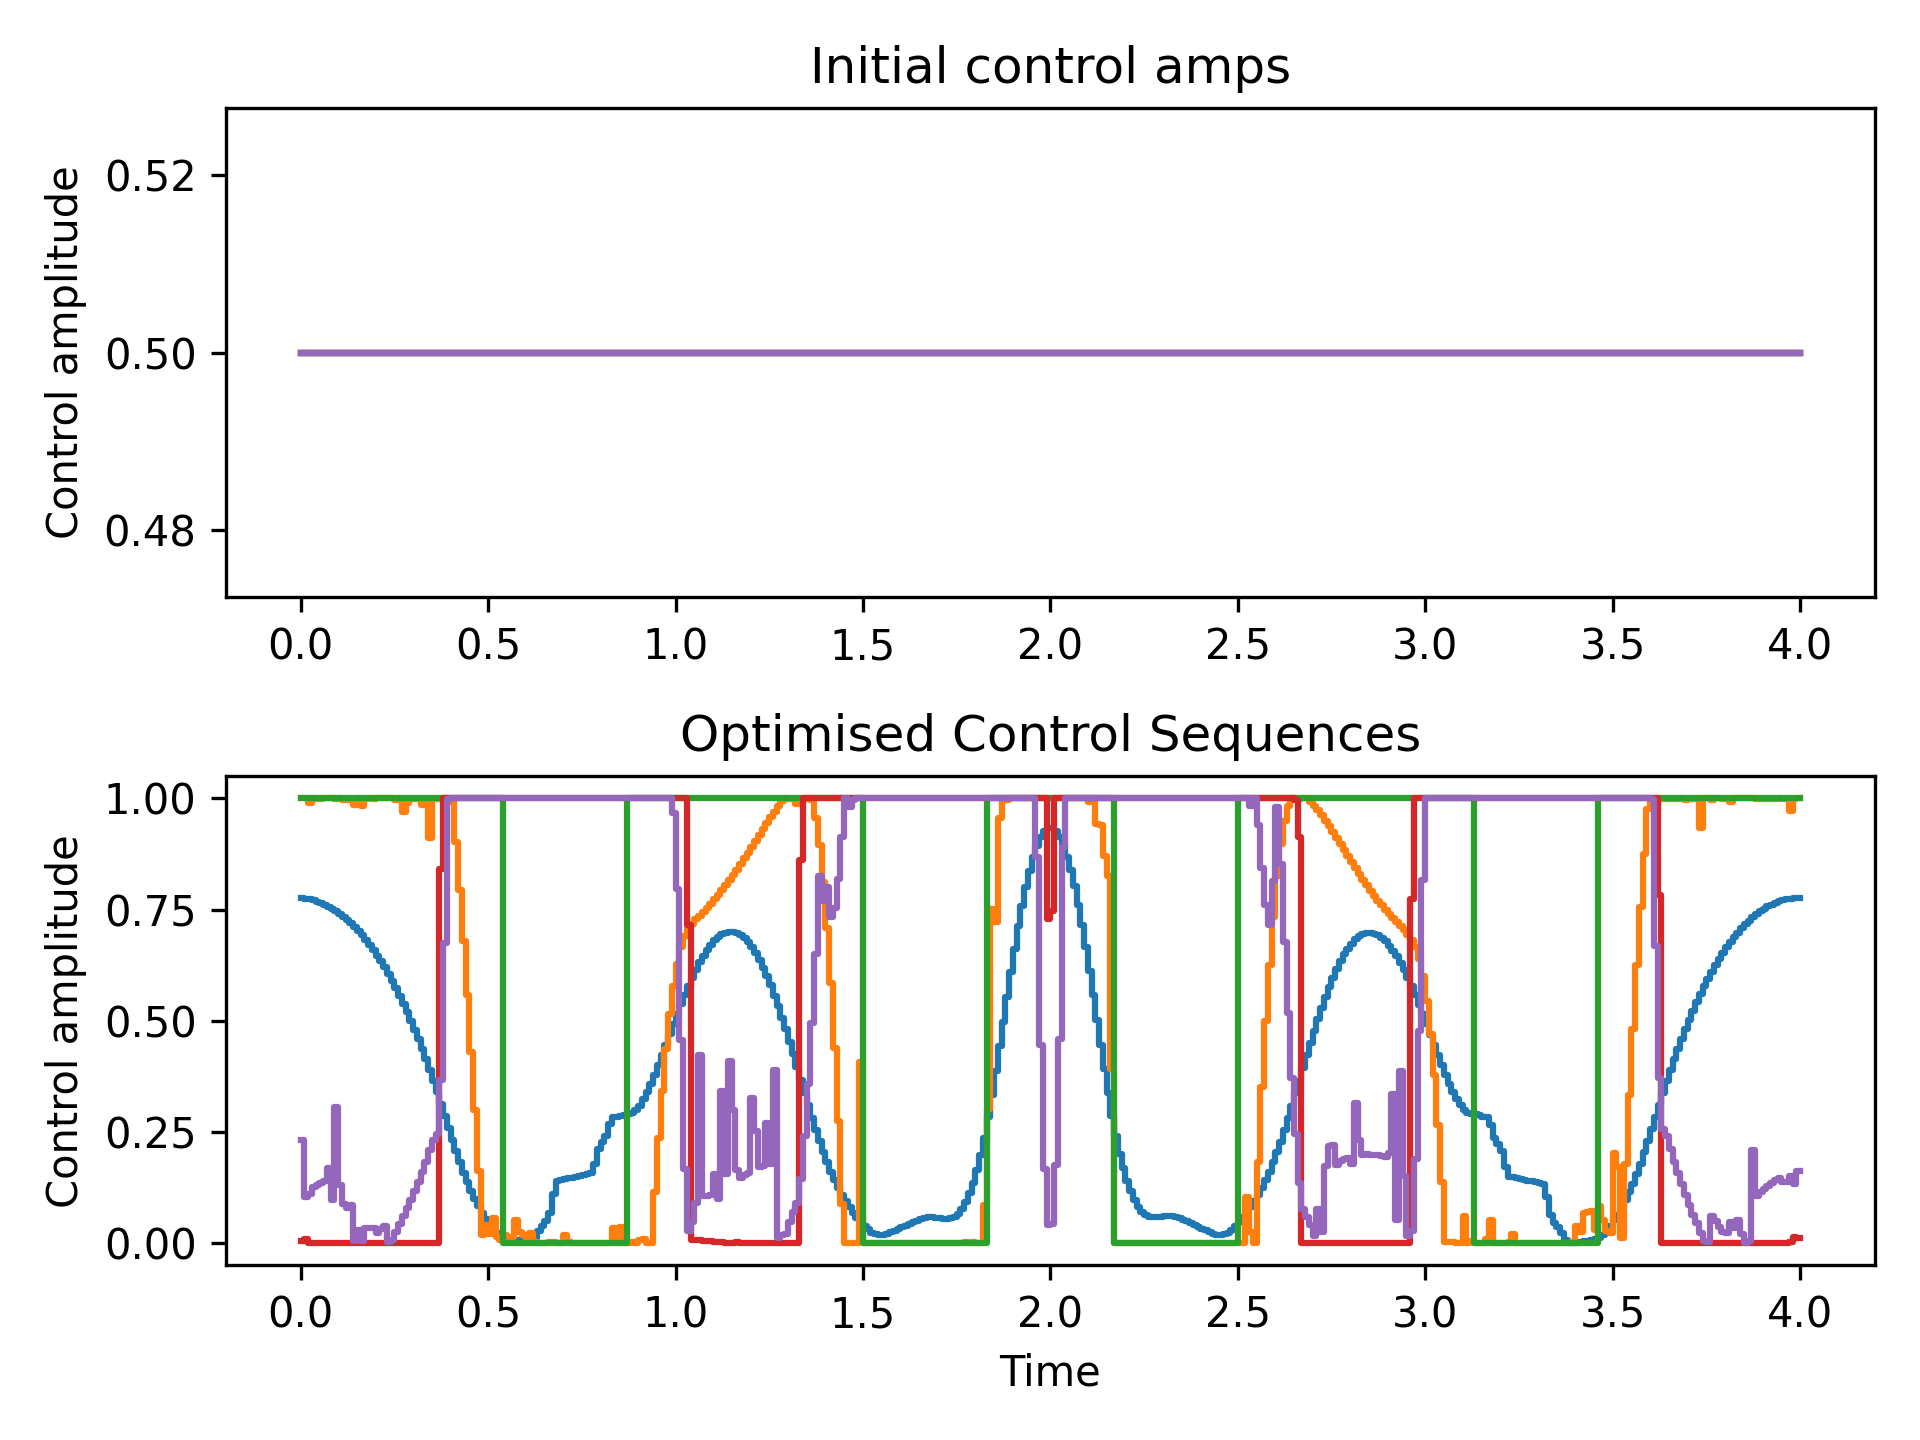 Initial control amps
Control amplitude
0.52
0.50
0.48
0.0 0.5 1.0 1.5 2.0 2.5 3.0 3.5 4.0
Optimised Control Sequences
Control amplitude
1.00
0.75
0.50
0.25
0.00
0.0 0.5 1.0 1.5 2.0 2.5 3.0 3.5 4.0
Time